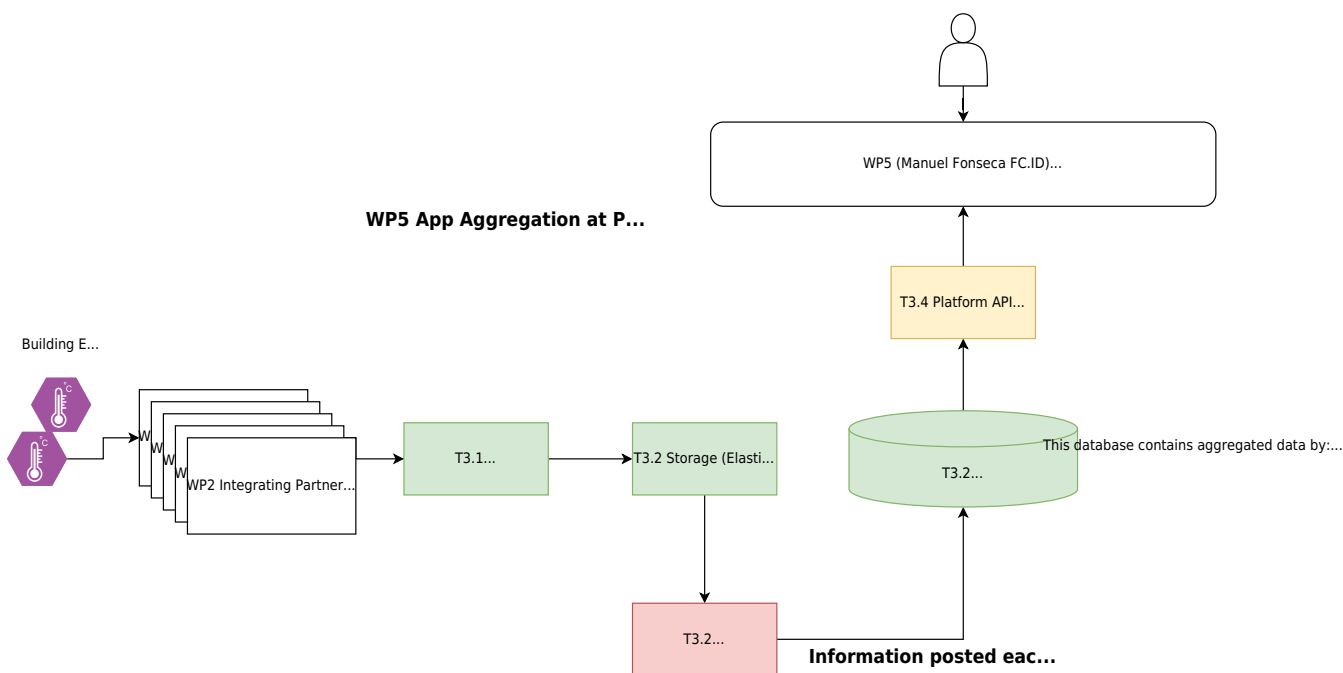 WP5 (Manuel Fonseca FC.ID)...
WP5 App Aggregation at P...
T3.4 Platform API...
Building E...
°C
°C
W
W
W
W
WP2 Integrating Partner...
T3.1...
T3.2 Storage (Elasti...
This database contains aggregated data by:...
T3.2...
T3.2...
Information posted eac...